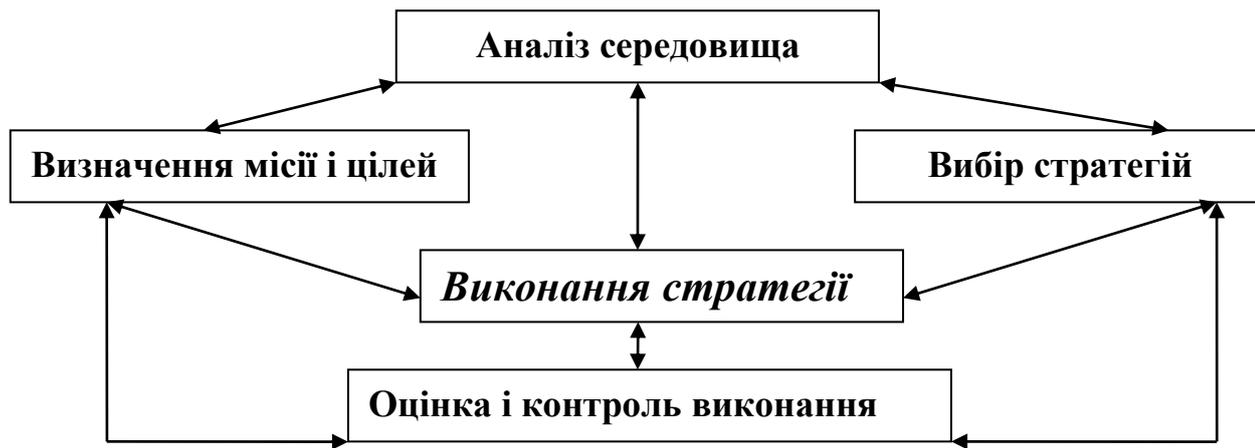 Аналіз середовища
Визначення місії і цілей
Вибір стратегій
Виконання стратегії
Оцінка і контроль виконання